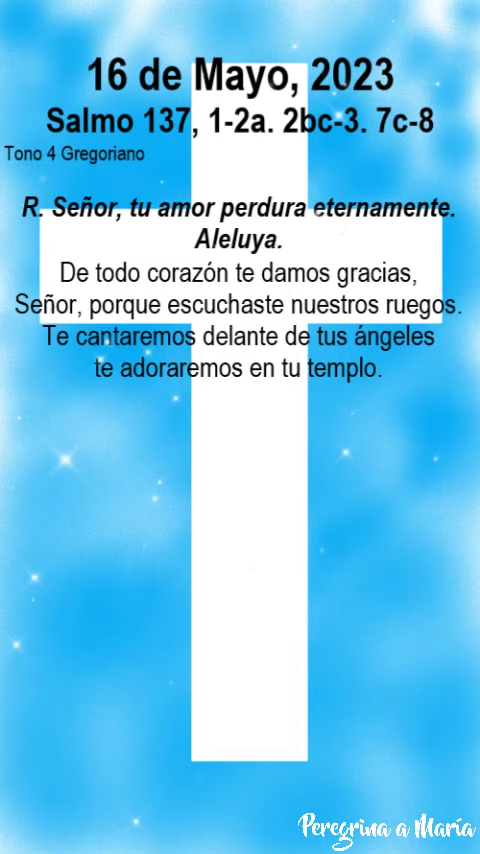 16 de Mayo, 2023
Salmo 137, 1-2a. 2bc-3. 7c-8
Tono 4 Gregoriano
R. Señor, tu amor perdura eternamente.
Aleluya.
De todo corazón te damos gracias,
Señor, porque escuchaste nuestros ruegos.
Te cantaremos delante de tus ángeles
te adoraremos en tu templo.
Peregrina a María